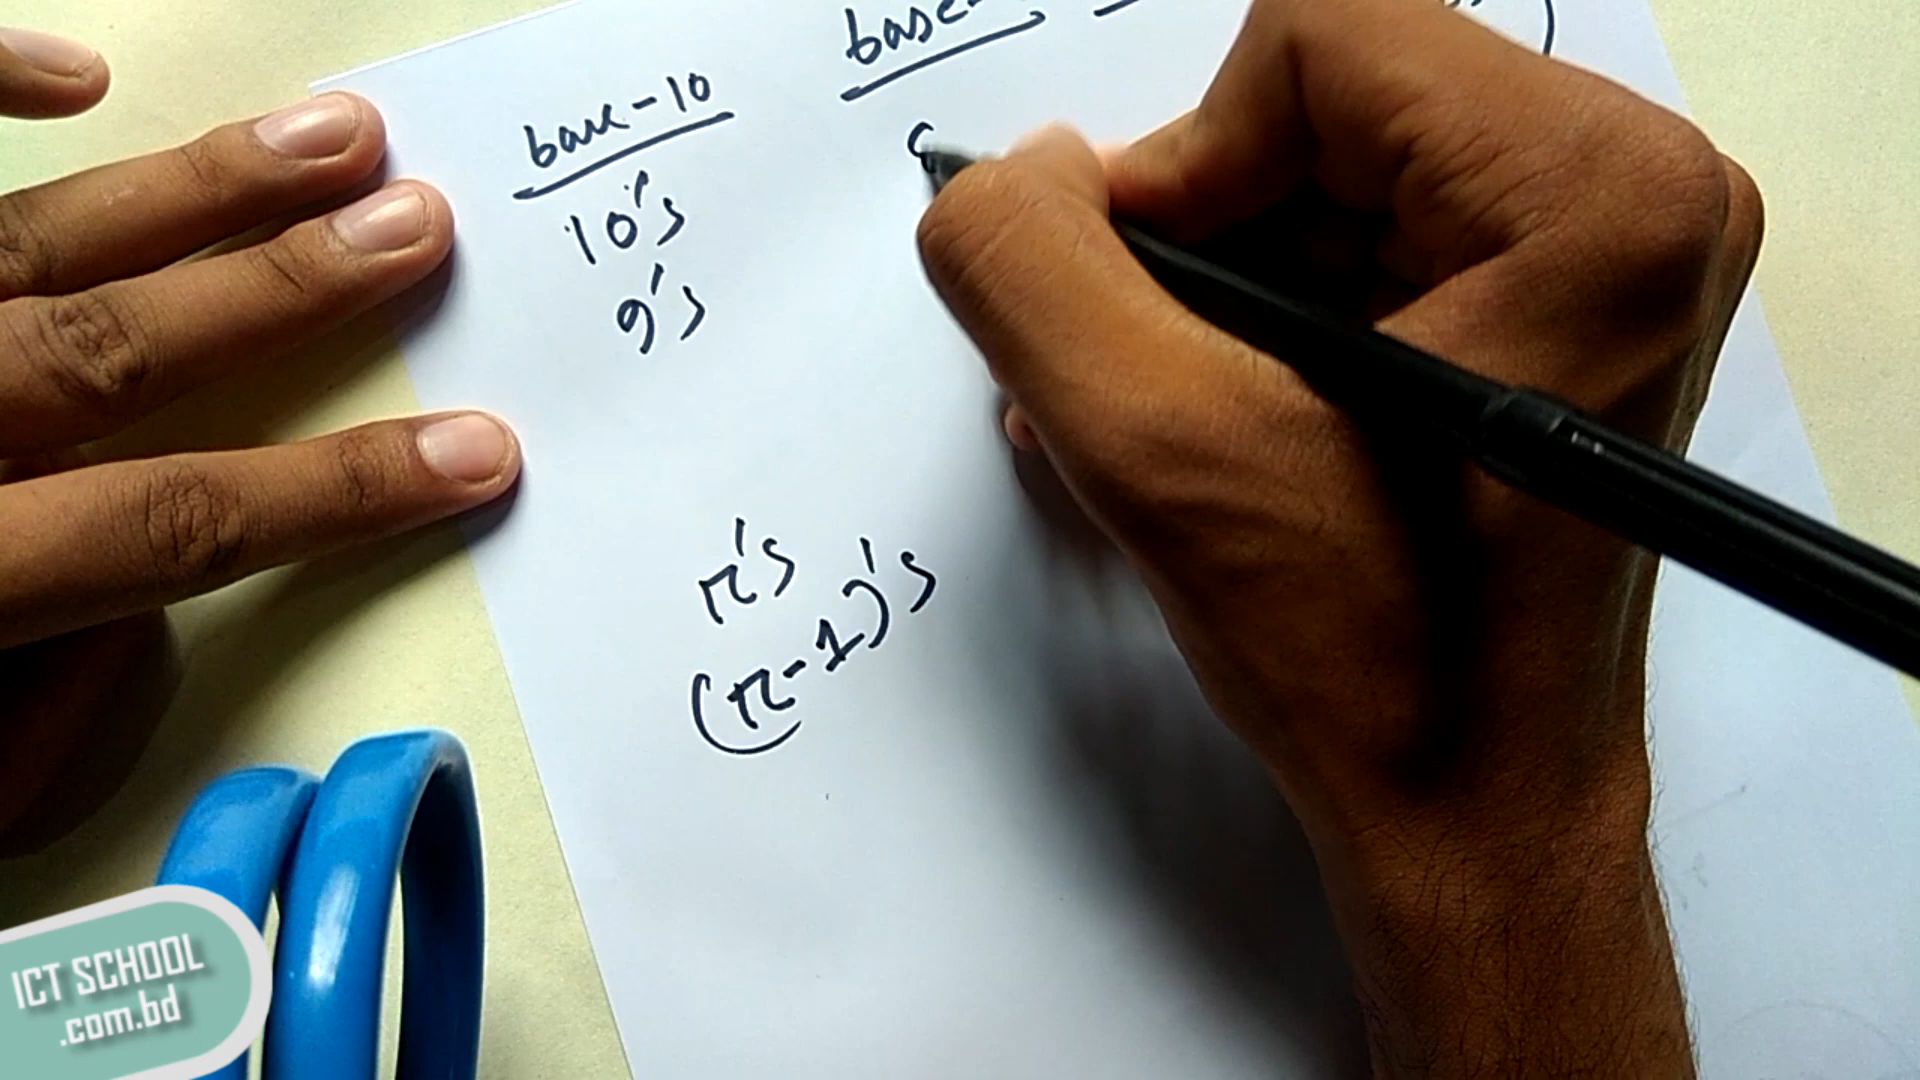 base-
base-10
10's
9's
r's
(r-1)'s
ICT SCHOOL
.com.bd